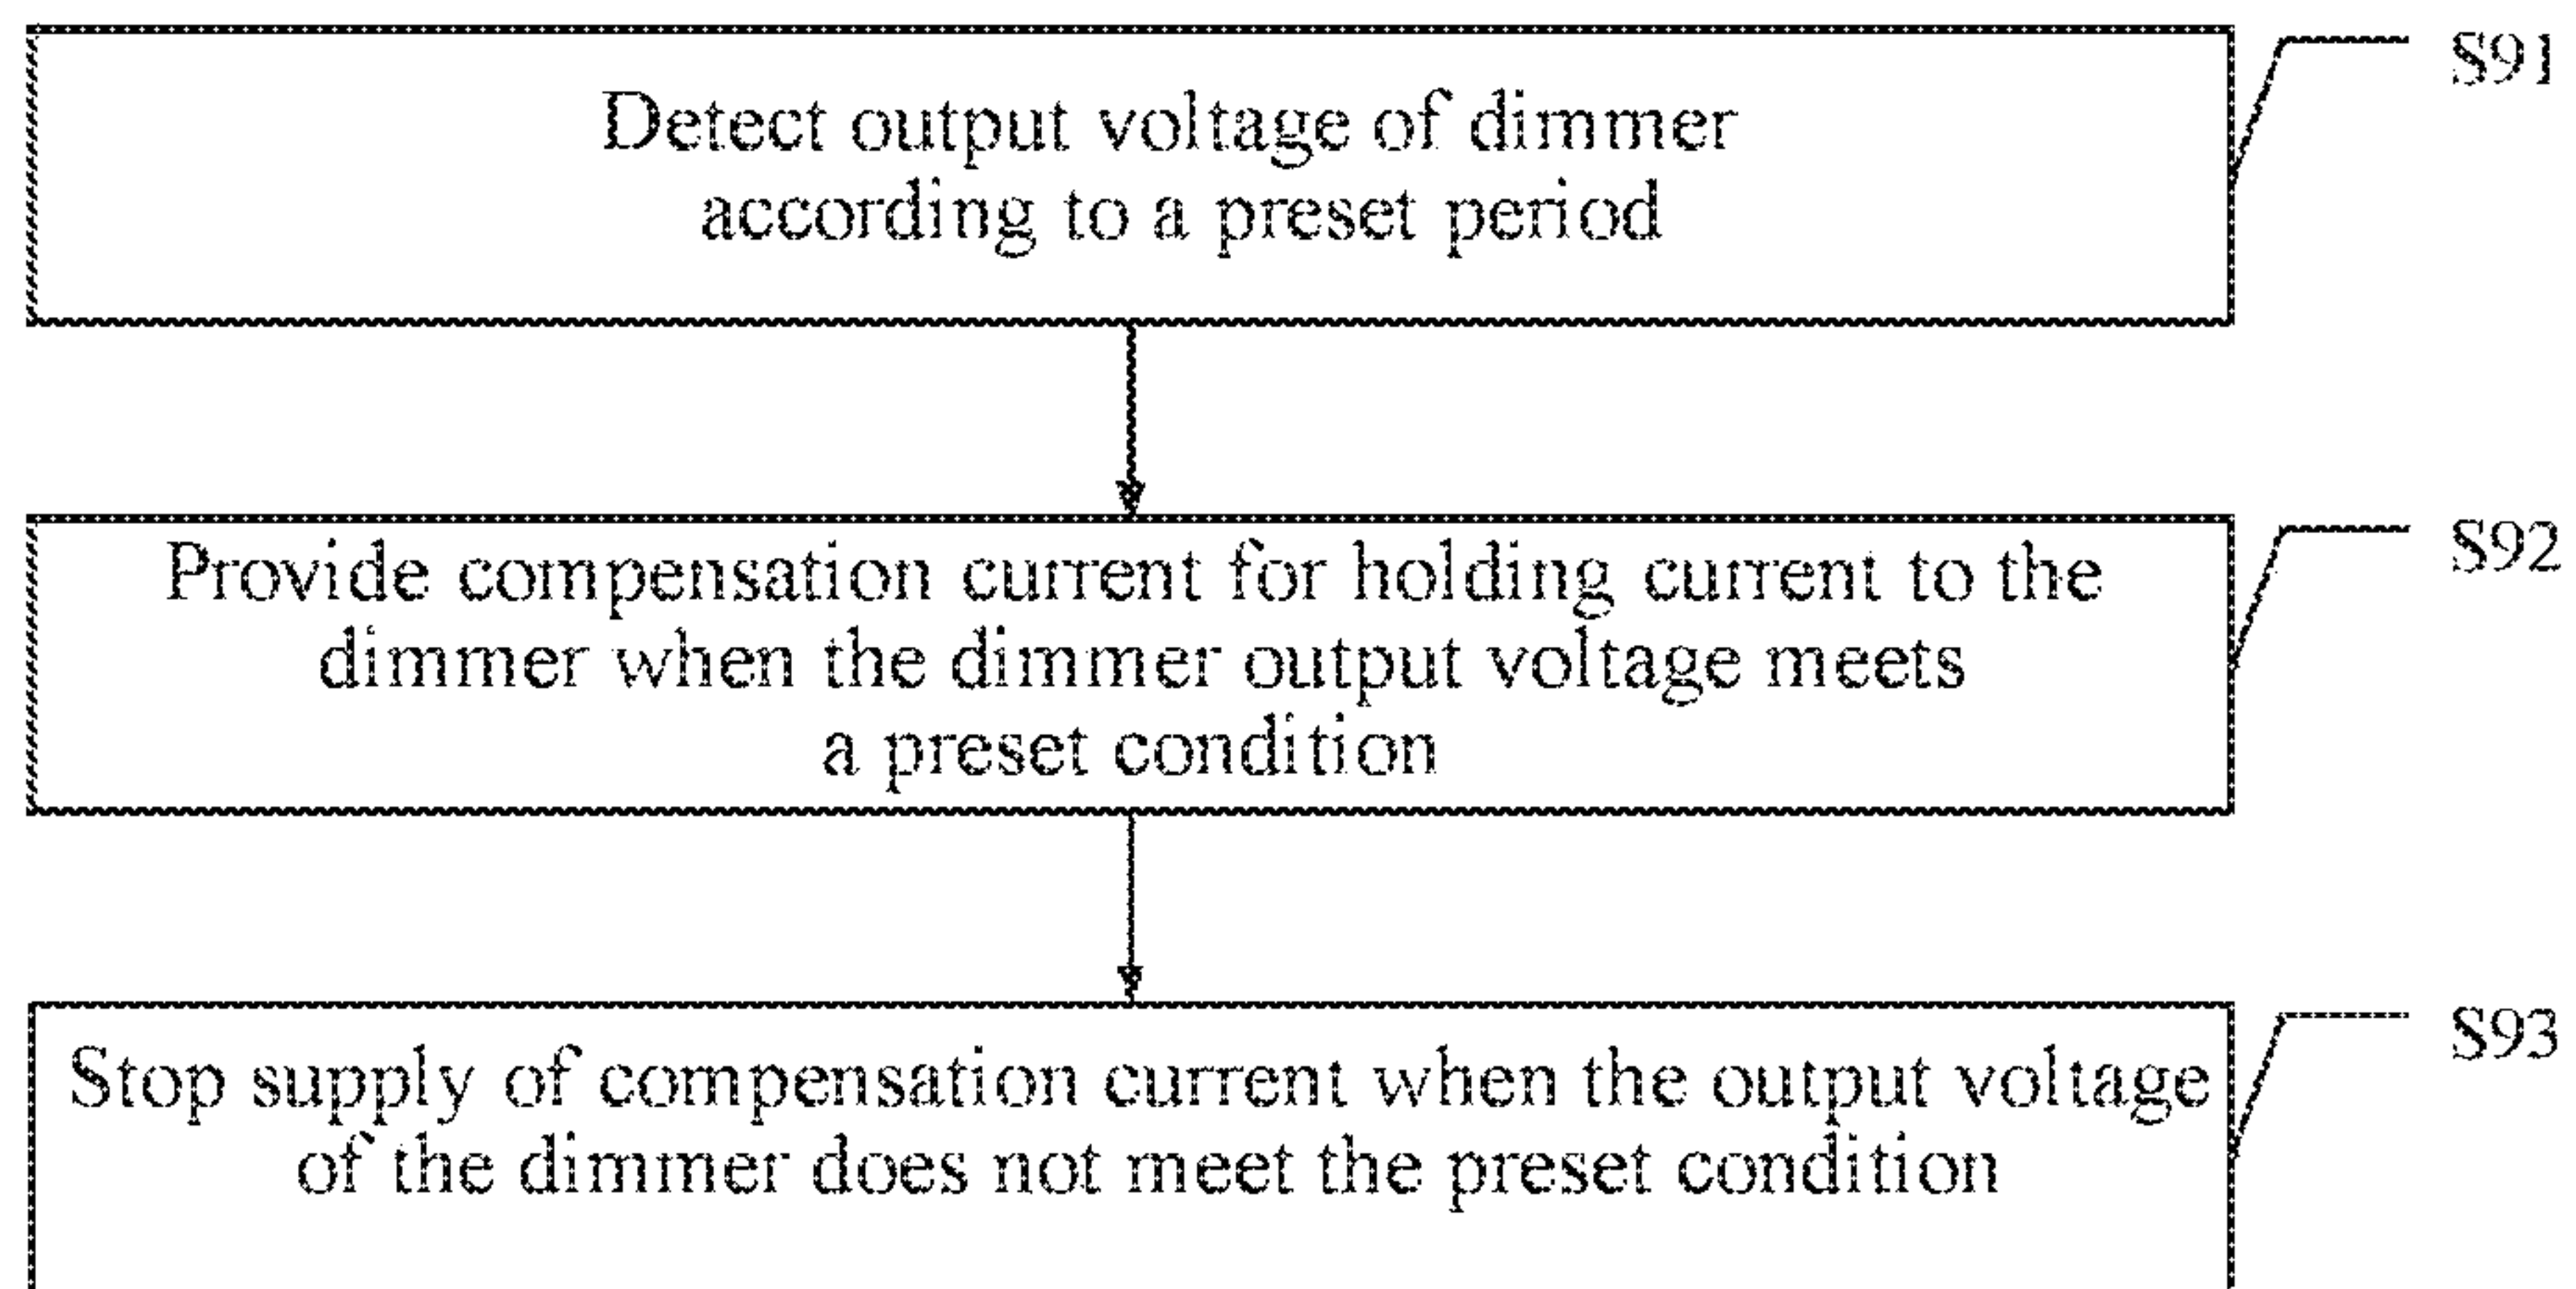 S91
Detect output voltage of dimmer
according to a preset period
S92
Provide compensation current for holding current to the
dimmer when the dimmer output voltage meets
a preset condition
S93
Stop supply of compensation current when the output voltage
of the dimmer does not meet the preset condition